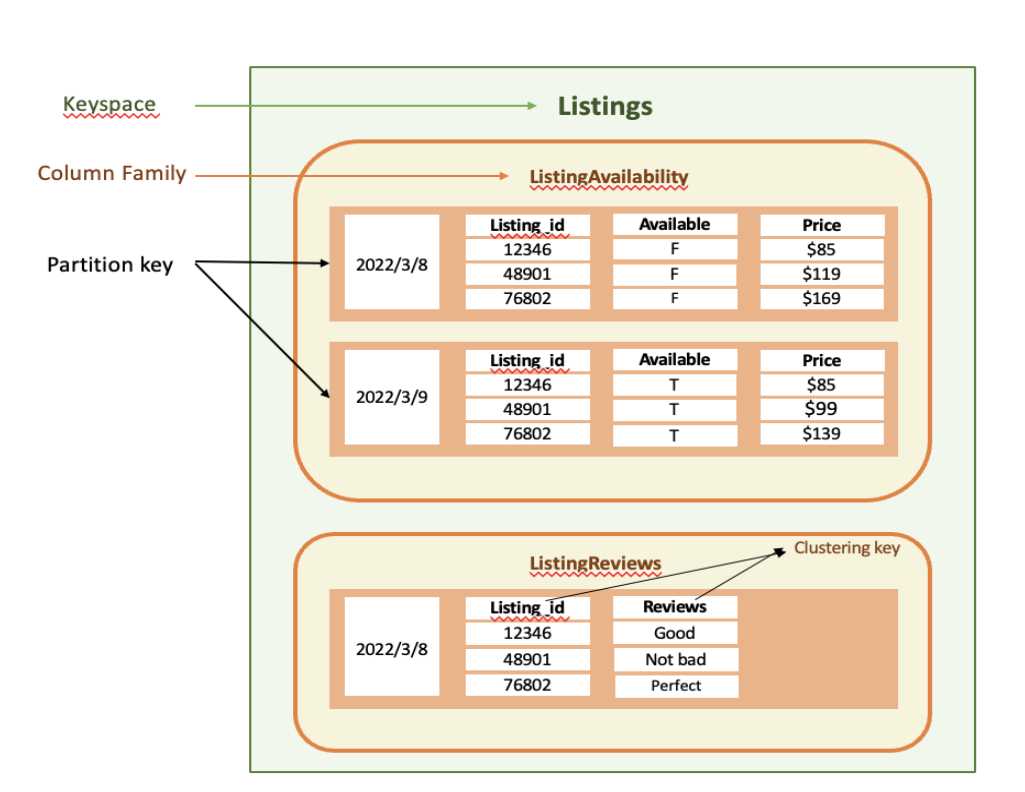 Keyspace
Listings
Column Family
ListingAvailability
Partition key
2022/3/8
Listing_id Available Price
12346 F $85
48901 F $119
76802 F $169
2022/3/9
Listing_id Available Price
12346 T $85
48901 T $99
76802 T $139
Clustering key
ListingReviews
2022/3/8
Listing_id Reviews
12346 Good
48901 Not bad
76802 Perfect